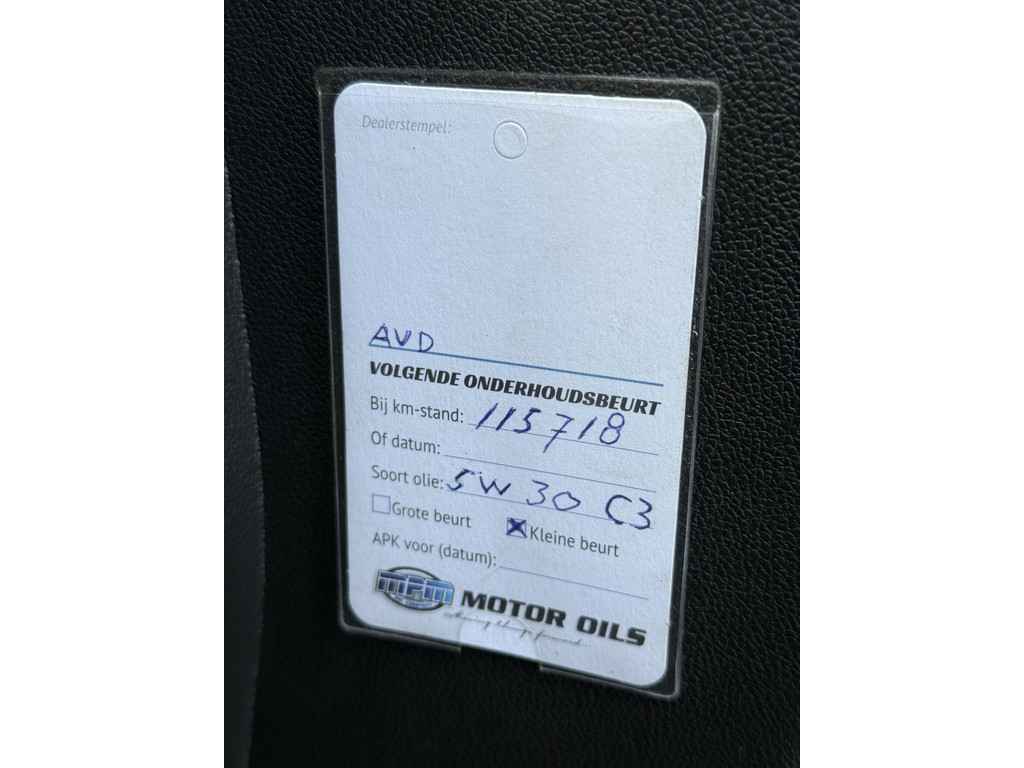 Dealerstempel:
AVD
VOLGENDE ONDERHOUDSBEURT
Bij km-stand: 115718
Of datum:
Soort olie: 5W30 C3
Grote beurt Kleine beurt
APK voor (datum):
MPM MOTOR OILS